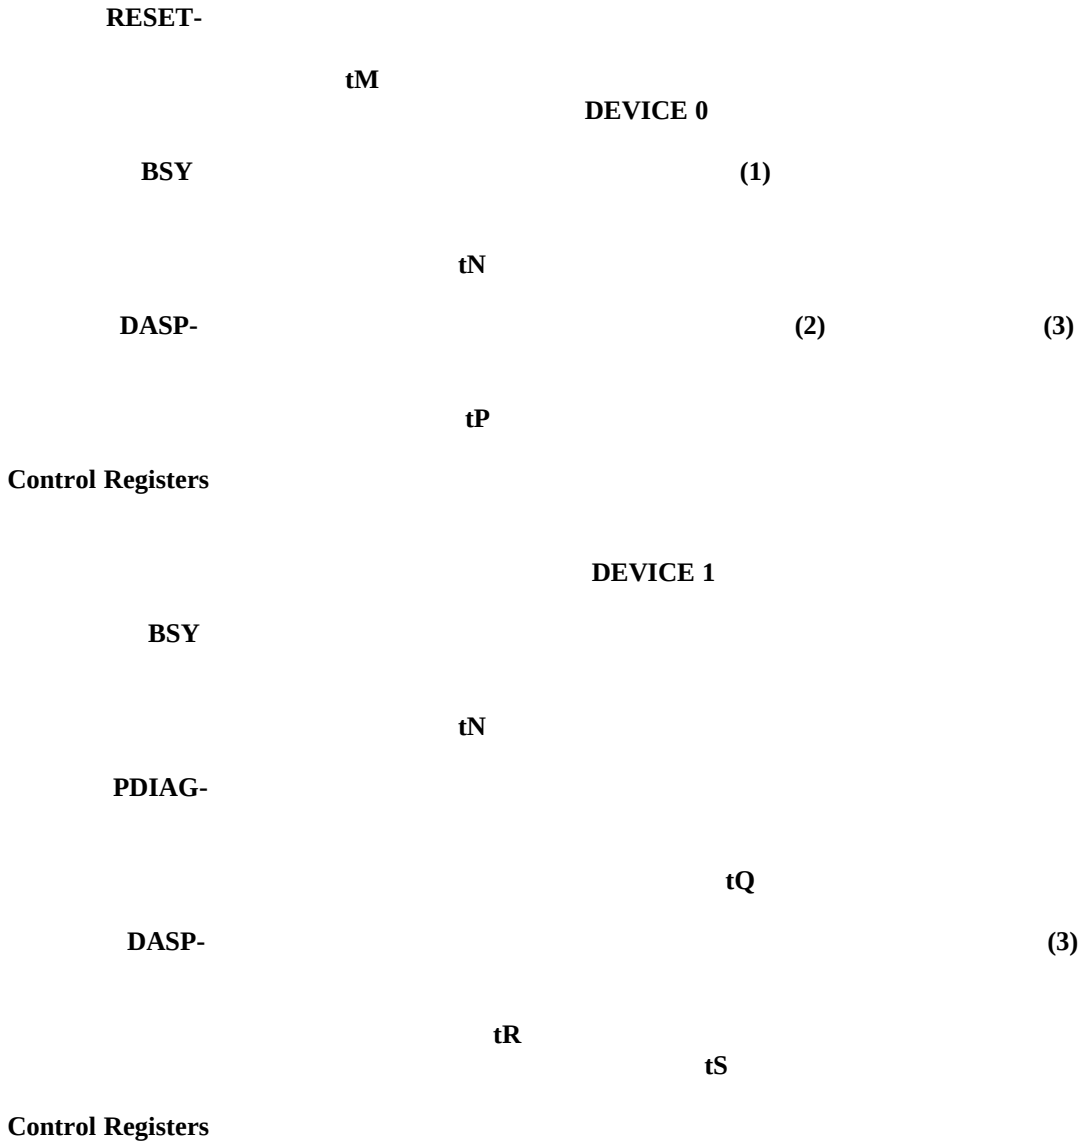 RESET-
tM
DEVICE 0
BSY (1)
tN
DASP- (2) (3)
tP
Control Registers
DEVICE 1
BSY
tN
PDIAG-
tQ
DASP- (3)
tR
tS
Control Registers